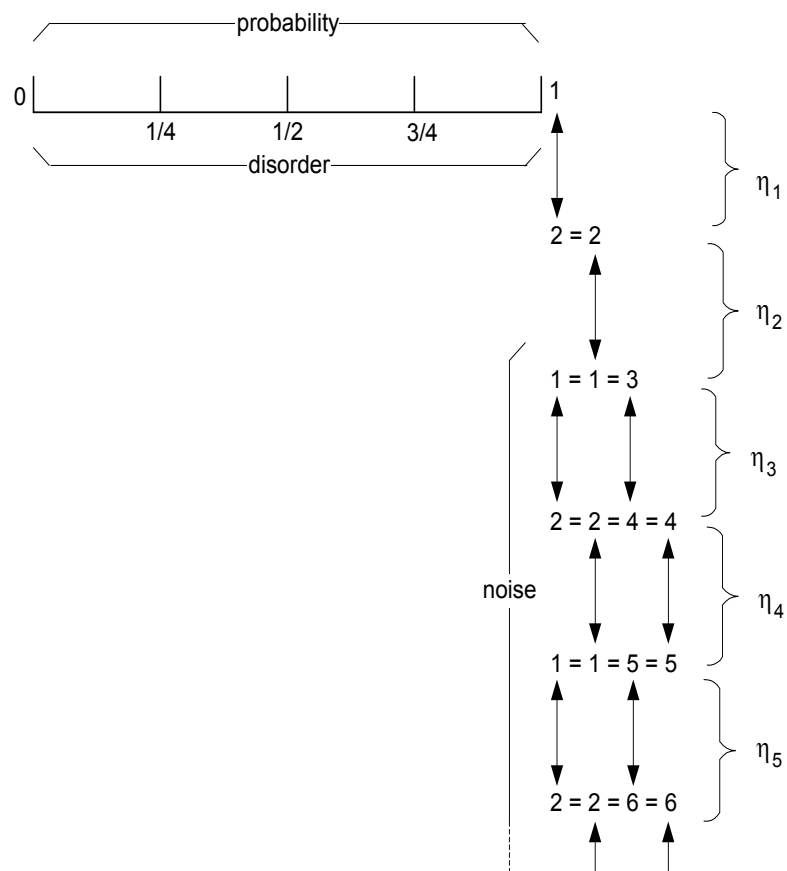 probability
0 1
1/4 1/2 3/4
disorder
η1
2 = 2
η2
1 = 1 = 3
η3
2 = 2 = 4 = 4
noise
η4
1 = 1 = 5 = 5
η5
2 = 2 = 6 = 6